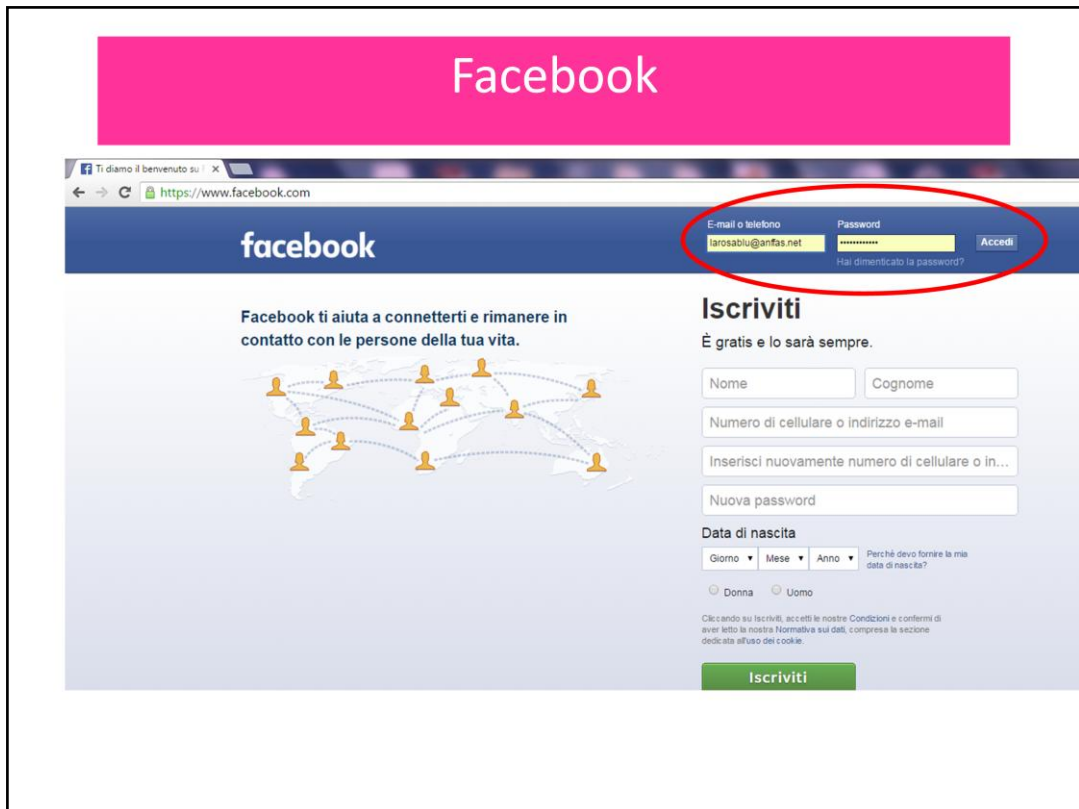 Facebook
Ti diamo il benvenuto su
https://www.facebook.com
facebook
E-mail o telefono
Password
larosablu@anffas.net
••••••••••••
Accedi
Hai dimenticato la password?
Facebook ti aiuta a connetterti e rimanere in
contatto con le persone della tua vita.
Iscriviti
È gratis e lo sarà sempre.
Nome
Cognome
Numero di cellulare o indirizzo e-mail
Inserisci nuovamente numero di cellulare o in...
Nuova password
Data di nascita
Giorno
Mese
Anno
Perché devo fornire la mia
data di nascita?
Donna
Uomo
Cliccando su Iscriviti, accetti le nostre Condizioni e confermi di
aver letto la nostra Normativa sui dati, compresa la sezione
dedicata all'uso dei cookie.
Iscriviti